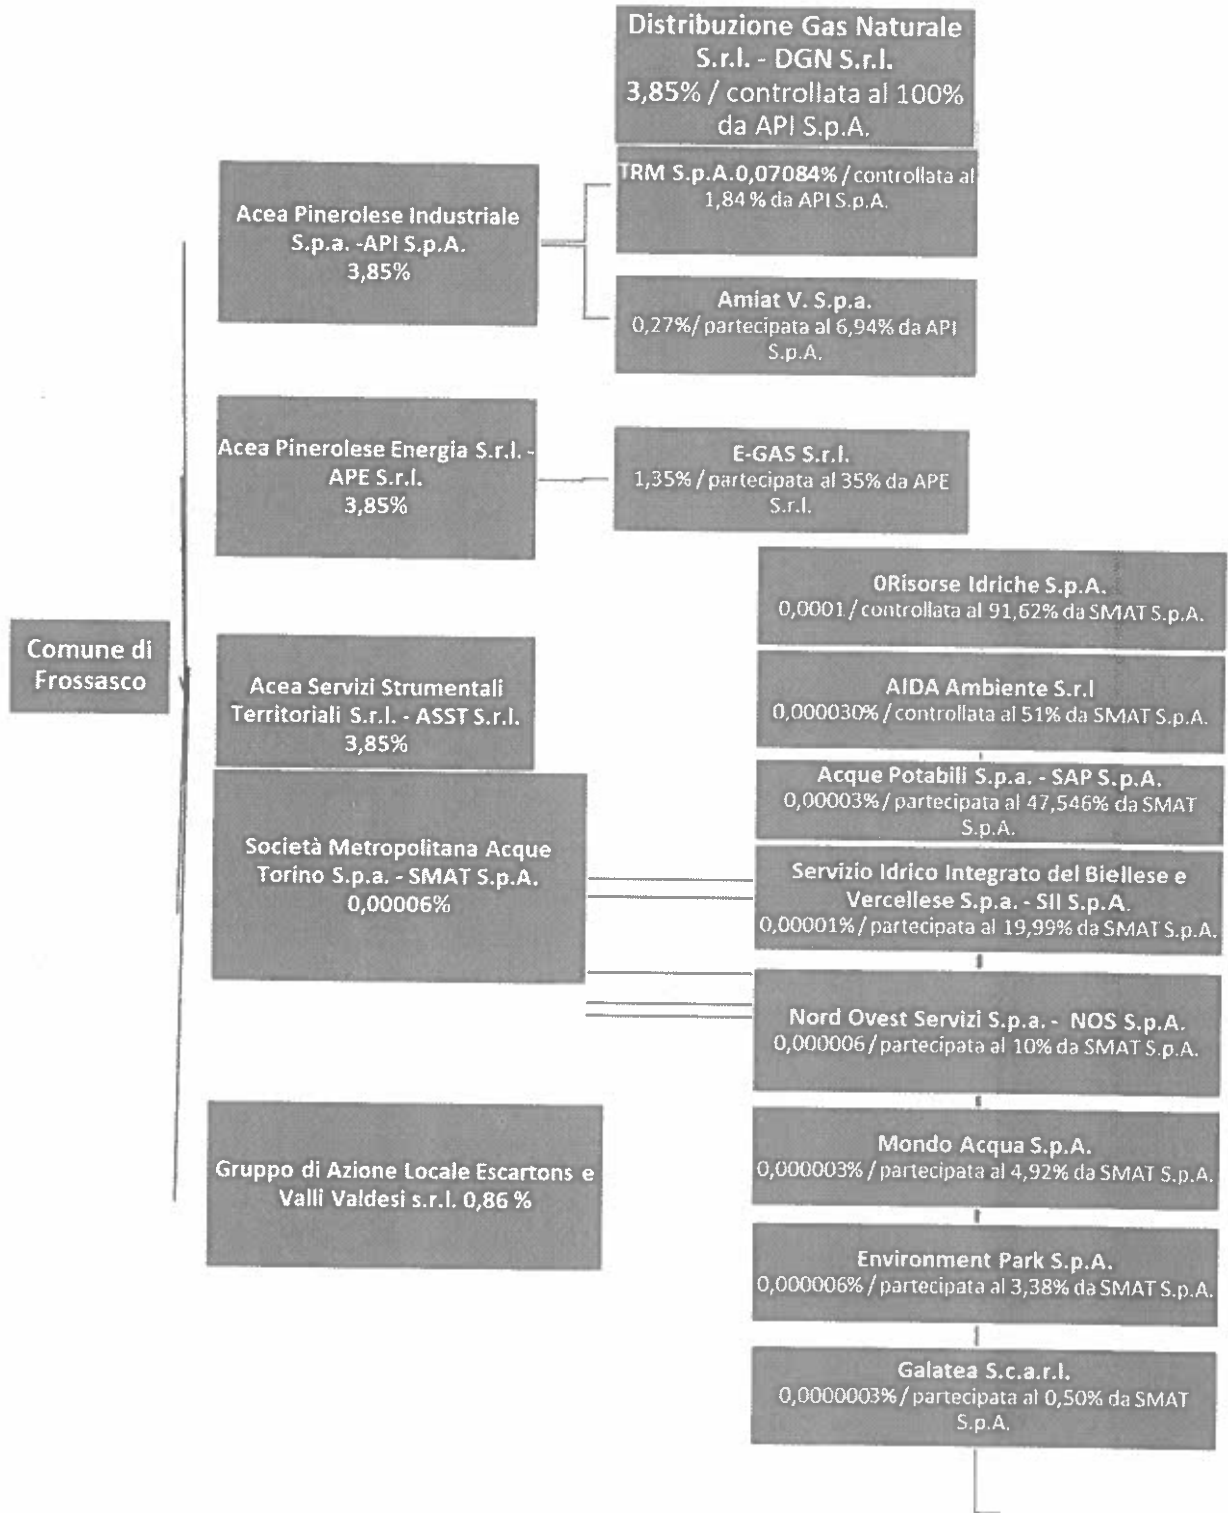 Distribuzione Gas Naturale
S.r.l. - DGN S.r.l.
3,85% / controllata al 100%
da API S.p.A.
TRM S.p.A.0,07084% / controllata al
1,84 % da API S.p.A.
Acea Pinerolese Industriale
S.p.a. -API S.p.A.
3,85%
Amiat V. S.p.a.
0,27% / partecipata al 6,94% da API
S.p.A.
Acea Pinerolese Energia S.r.l. -
APE S.r.l.
3,85%
E-GAS S.r.l.
1,35% / partecipata al 35% da APE
S.r.l.
Comune di
Frossasco
Acea Servizi Strumentali
Territoriali S.r.l. - ASST S.r.l.
3,85%
Società Metropolitana Acque
Torino S.p.a. - SMAT S.p.A.
0,00006%
Gruppo di Azione Locale Escartons e
Valli Valdesi s.r.l. 0,86 %
0Risorse Idriche S.p.A.
0,0001 / controllata al 91,62% da SMAT S.p.A.
AIDA Ambiente S.r.l
0,000030% / controllata al 51% da SMAT S.p.A.
Acque Potabili S.p.a. - SAP S.p.A.
0,00003% / partecipata al 47,546% da SMAT
S.p.A.
Servizio Idrico Integrato del Biellese e
Vercellese S.p.a. - SII S.p.A.
0,00001% / partecipata al 19,99% da SMAT S.p.A.
Nord Ovest Servizi S.p.a. - NOS S.p.A.
0,000006 / partecipata al 10% da SMAT S.p.A.
Mondo Acqua S.p.A.
0,000003% / partecipata al 4,92% da SMAT S.p.A.
Environment Park S.p.A.
0,000006% / partecipata al 3,38% da SMAT S.p.A.
Galatea S.c.a.r.l.
0,0000003% / partecipata al 0,50% da SMAT
S.p.A.